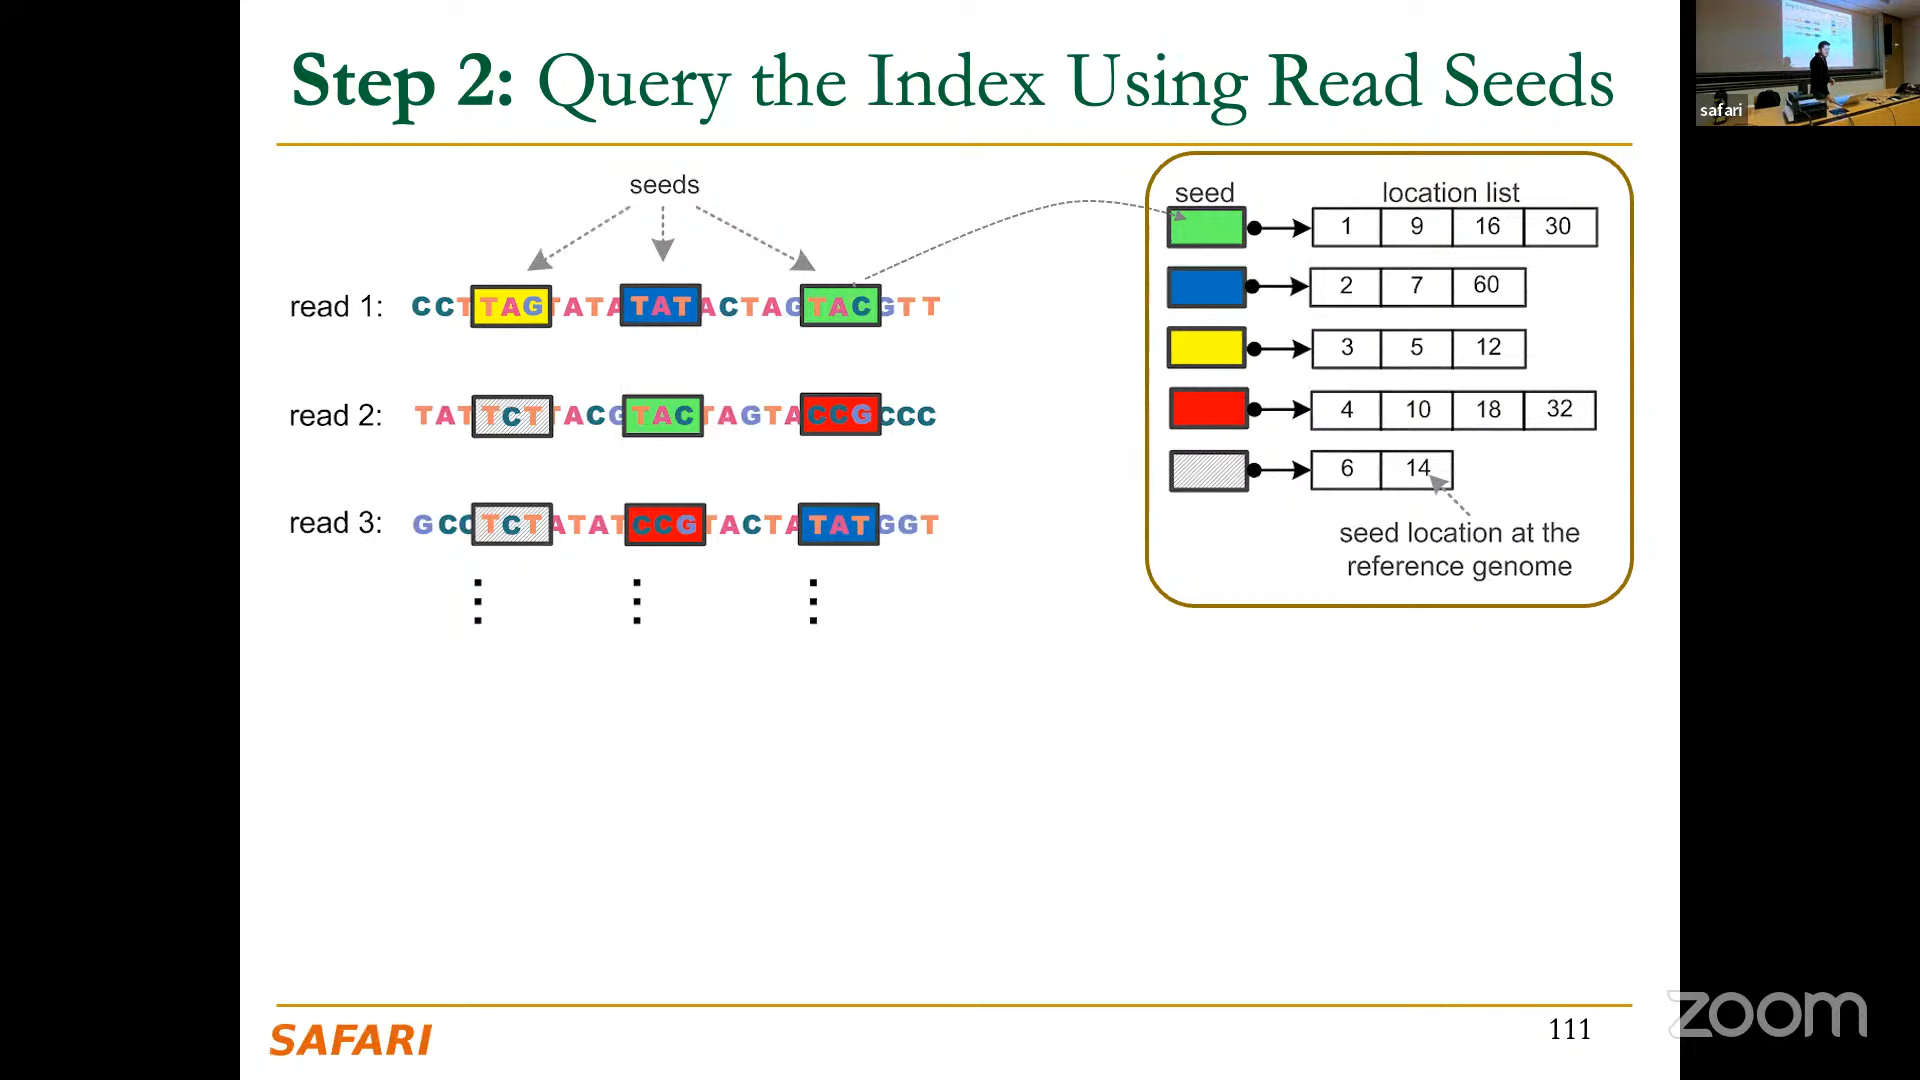 Step 2: Query the Index Using Read Seeds
safari
seeds
read 1: CCTTAGTATATATACTAGTACGTT
read 2: TATTCTTACGTACTAGTACCGCCC
read 3: GCCTCTATATCCGTACTATATGGT
seed location list
1 9 16 30
2 7 60
3 5 12
4 10 18 32
6 14
seed location at the
reference genome
SAFARI
111
zoom